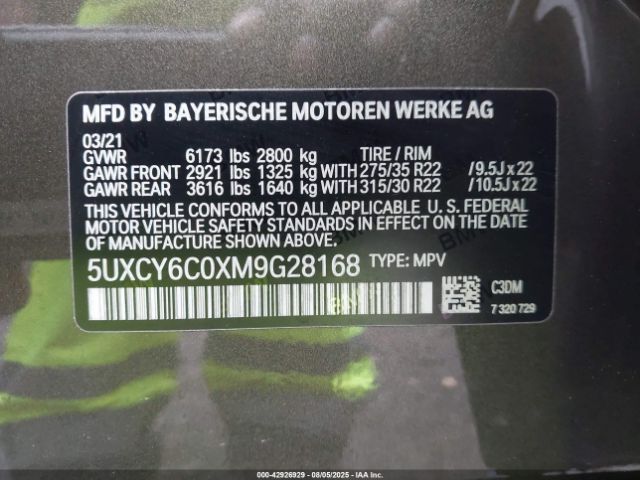 MFD BY BAYERISCHE MOTOREN WERKE AG
03/21
GVWR 6173 lbs 2800 kg TIRE / RIM
GAWR FRONT 2921 lbs 1325 kg WITH 275/35 R22 / 9.5J x 22
GAWR REAR 3616 lbs 1640 kg WITH 315/30 R22 / 10.5J x 22
THIS VEHICLE CONFORMS TO ALL APPLICABLE U. S. FEDERAL
MOTOR VEHICLE SAFETY STANDARDS IN EFFECT ON THE DATE
OF MANUFACTURE SHOWN ABOVE.
5UXCY6C0XM9G28168 TYPE: MPV
C3DM
7 320 729
000-42926929 - 08/05/2025 - IAAI.COM